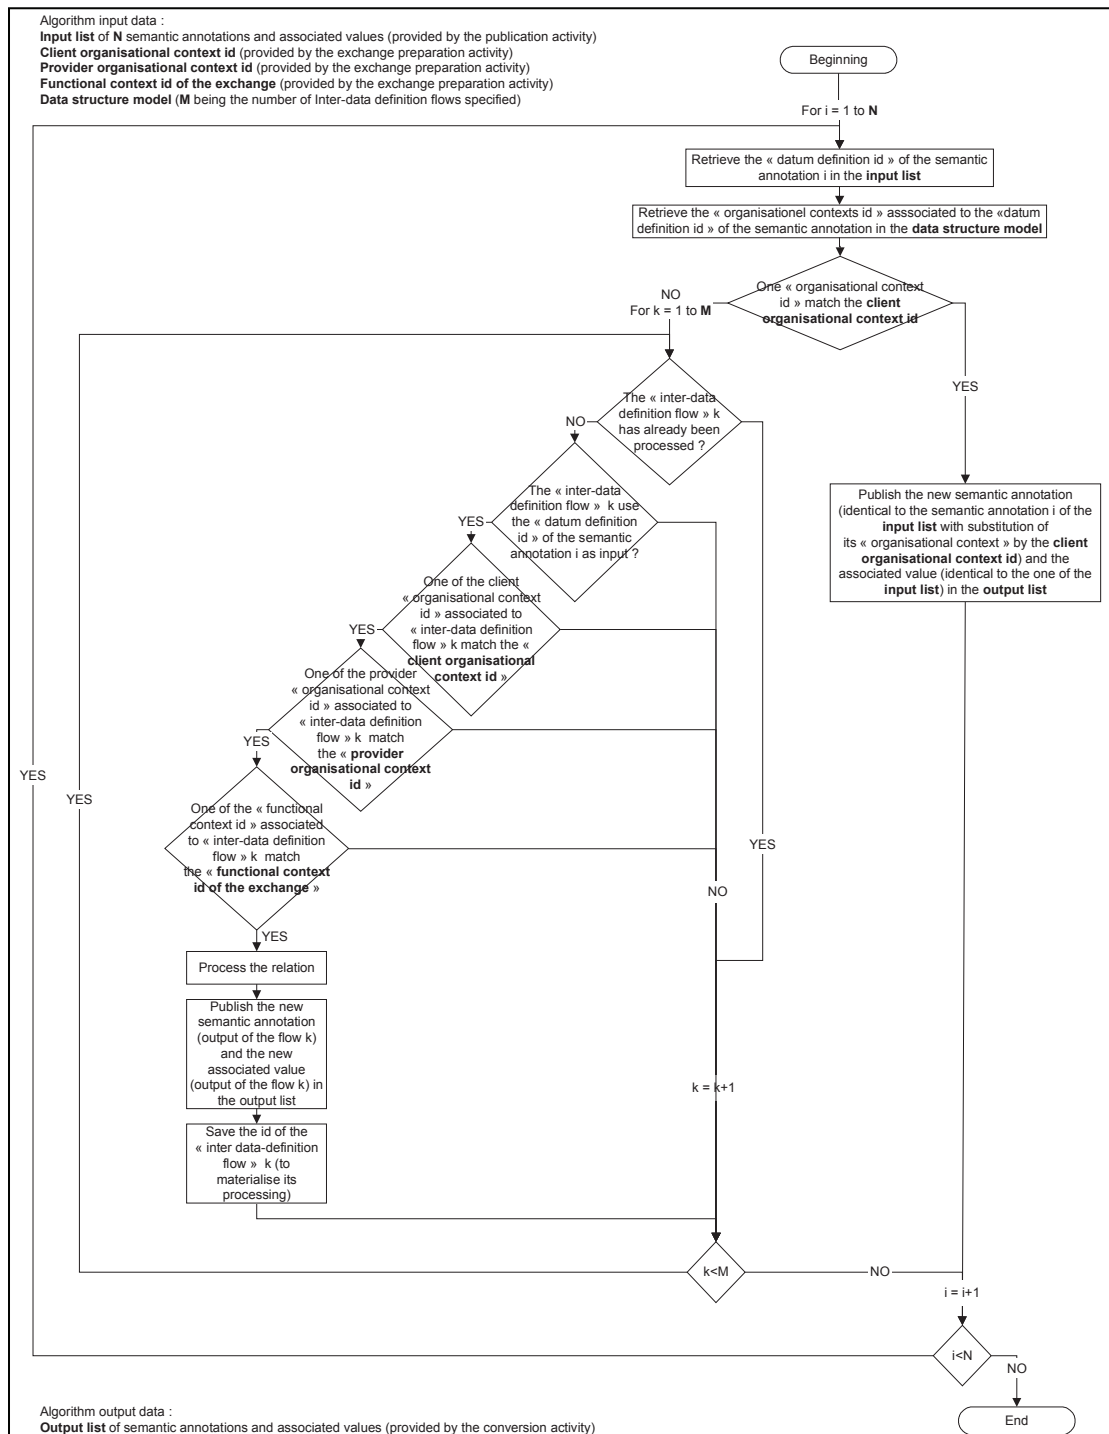 Algorithm input data :
Input list of N semantic annotations and associated values (provided by the publication activity)
Client organisational context id (provided by the exchange preparation activity)
Provider organisational context id (provided by the exchange preparation activity)
Functional context id of the exchange (provided by the exchange preparation activity)
Data structure model (M being the number of Inter-data definition flows specified)
Beginning
For i = 1 to N
Retrieve the « datum definition id » of the semantic
annotation i in the input list
Retrieve the « organisationel contexts id » asssociated to the «datum
definition id » of the semantic annotation in the data structure model
One « organisational context
id » match the client
organisational context id
NO
For k = 1 to M
YES
The « inter-data
definition flow » k
has already been
processed ?
NO
The « inter-data
definition flow » k use
the « datum definition
id » of the semantic
annotation i as input ?
YES
Publish the new semantic annotation
(identical to the semantic annotation i of the
input list with substitution of
its « organisational context » by the client
organisational context id) and the
associated value (identical to the one of the
input list) in the output list
One of the client
« organisational context
id » associated to
« inter-data definition
flow » k match the «
client organisational
context id »
YES
One of the provider
« organisational context
id » associated to
« inter-data definition
flow » k match
the « provider
organisational context
id »
YES
YES
YES
One of the « functional
context id » associated
to « inter-data definition
flow » k match
the « functional context
id of the exchange »
YES
NO
YES
Process the relation
Publish the new
semantic annotation
(output of the flow k)
and the new
associated value
(output of the flow k) in
the output list
k = k+1
Save the id of the
« inter data-definition
flow » k (to
materialise its
processing)
k<M
NO
i = i+1
i<N
NO
End
Algorithm output data :
Output list of semantic annotations and associated values (provided by the conversion activity)